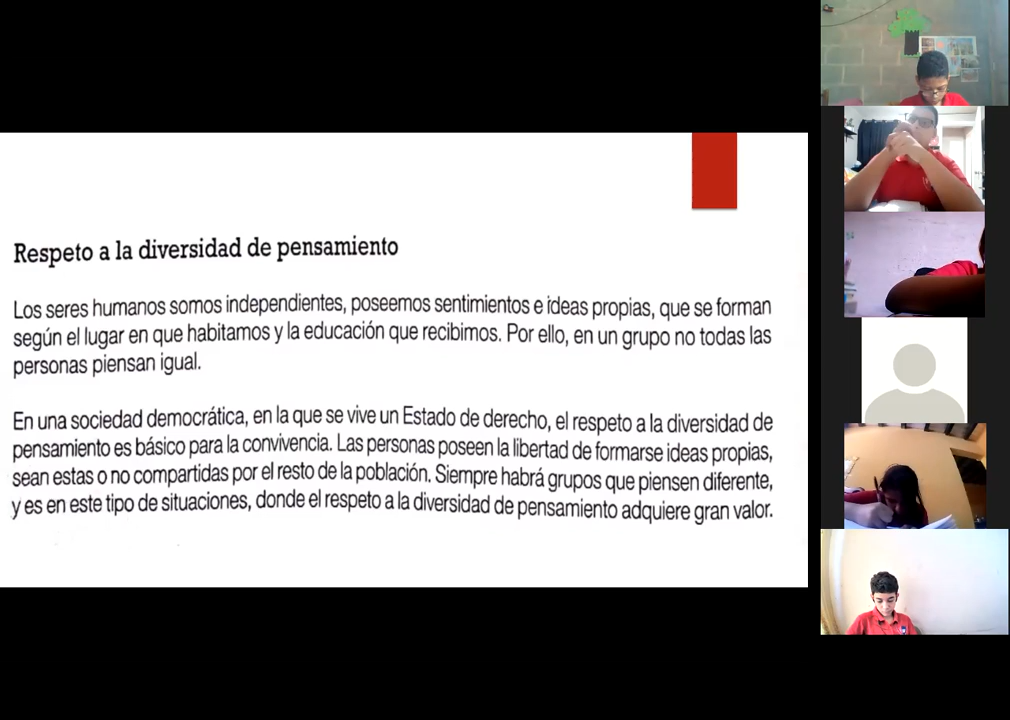 Respeto a la diversidad de pensamiento
Los seres humanos somos independientes, poseemos sentimientos e ideas propias, que se forman
según el lugar en que habitamos y la educación que recibimos. Por ello, en un grupo no todas las
personas piensan igual.
En una sociedad democrática, en la que se vive un Estado de derecho, el respeto a la diversidad de
pensamiento es básico para la convivencia. Las personas poseen la libertad de formarse ideas propias,
sean estas o no compartidas por el resto de la población. Siempre habrá grupos que piensen diferente,
y es en este tipo de situaciones, donde el respeto a la diversidad de pensamiento adquiere gran valor.